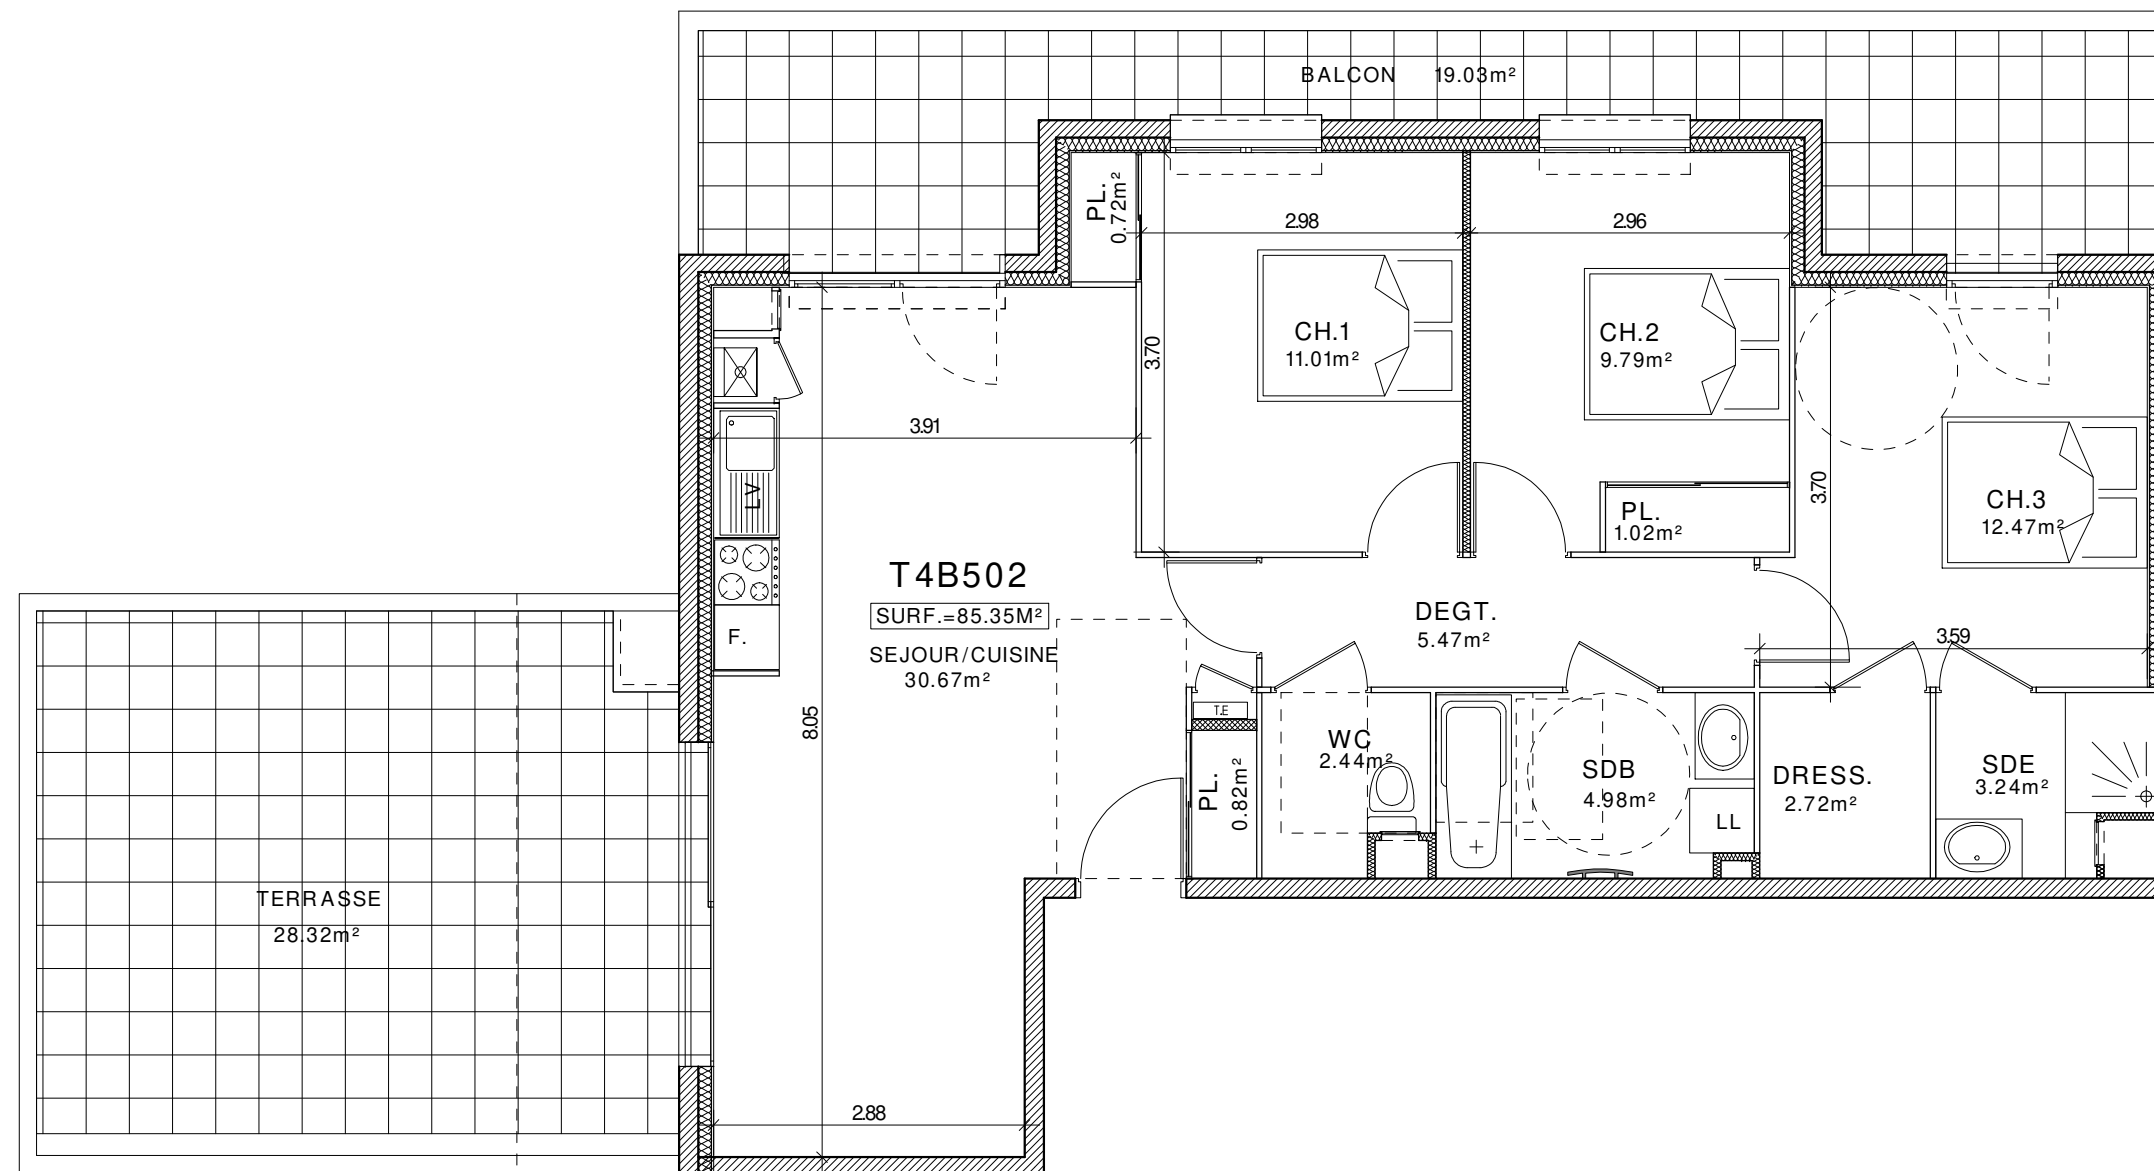 BALCON 19.03m²
PL.
0.72m²
2.98
2.96
CH.1
11.01m²
CH.2
9.79m²
3.70
3.91
LV
3.70
CH.3
12.47m²
PL.
1.02m²
T4B502
SURF.=85.35M²
F.
SEJOUR/CUISINE
30.67m²
DEGT.
5.47m²
3.59
8.05
T.E
WC
2.44m²
PL.
0.82m²
SDB
4.98m²
LL
DRESS.
2.72m²
SDE
3.24m²
TERRASSE
28.32m²
2.88